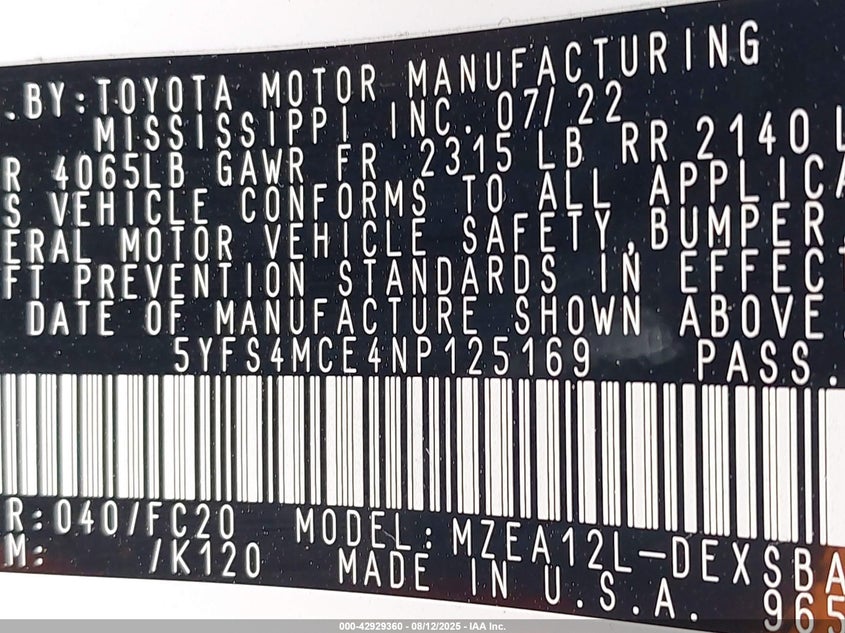 .BY:TOYOTA MOTOR MANUFACTURING
MISSISSIPPI INC. 07/22
R 4065LB GAWR FR 2315 LB RR 2140 L
S VEHICLE CONFORMS TO ALL APPLICA
ERAL MOTOR VEHICLE SAFETY,BUMPER,
FT PREVENTION STANDARDS IN EFFECT
DATE OF MANUFACTURE SHOWN ABOVE.
5YFS4MCE4NP125169 PASS.
R:040/FC20 MODEL:MZEA12L-DEXSBA
M: /K120 MADE IN U.S.A. 965
000-42929360 - 08/12/2025 - IAA Inc.